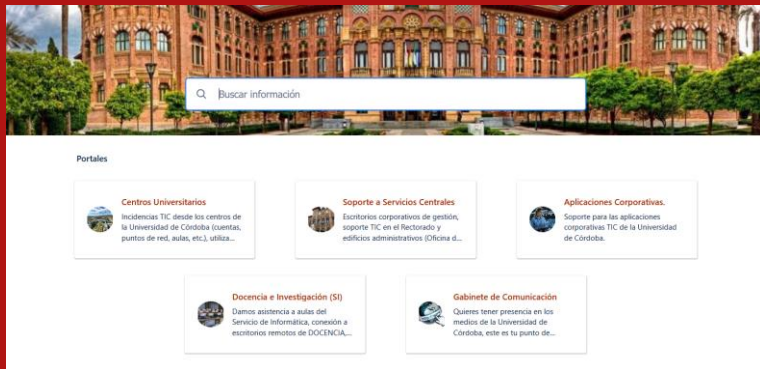 Buscar información
Portales
Centros Universitarios
Incidencias TIC desde los centros de
la Universidad de Córdoba (cuentas,
puntos de red, aulas, etc.), utiliza...
Soporte a Servicios Centrales
Escritorios corporativos de gestión,
soporte TIC en el Rectorado y
edificios administrativos (Oficina d...
Aplicaciones Corporativas.
Soporte para las aplicaciones
corporativas TIC de la Universidad
de Córdoba.
Docencia e Investigación (SI)
Damos asistencia a aulas del
Servicio de Informática, conexión a
escritorios remotos de DOCENCIA,...
Gabinete de Comunicación
Quieres tener presencia en los
medios de la Universidad de
Córdoba, este es tu punto de...